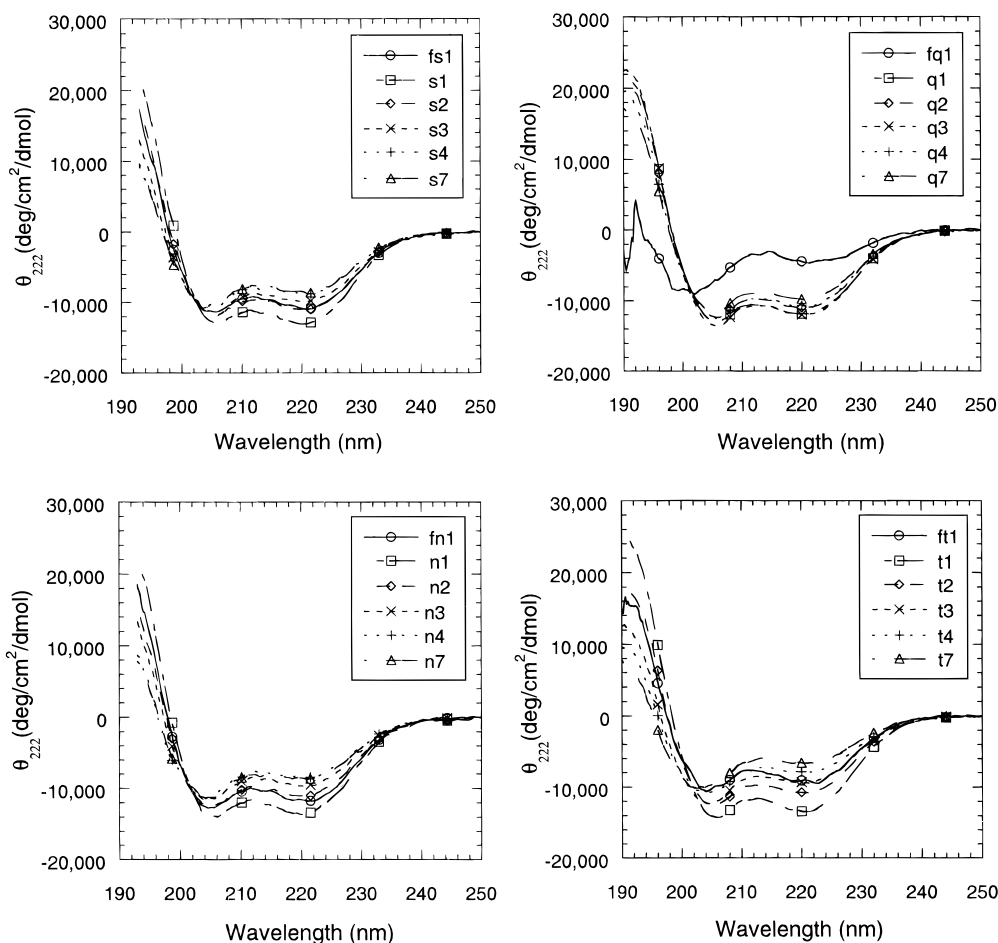 30,000
20,000
10,000
0
-10,000
-20,000
θ222(deg/cm2/dmol)
fs1
s1
s2
s3
s4
s7
190 200 210 220 230 240 250
Wavelength (nm)
30,000
20,000
10,000
0
-10,000
-20,000
θ222(deg/cm2/dmol)
fq1
q1
q2
q3
q4
q7
190 200 210 220 230 240 250
Wavelength (nm)
30,000
20,000
10,000
0
-10,000
-20,000
θ222(deg/cm2/dmol)
fn1
n1
n2
n3
n4
n7
190 200 210 220 230 240 250
Wavelength (nm)
30,000
20,000
10,000
0
-10,000
-20,000
θ222(deg/cm2/dmol)
ft1
t1
t2
t3
t4
t7
190 200 210 220 230 240 250
Wavelength (nm)